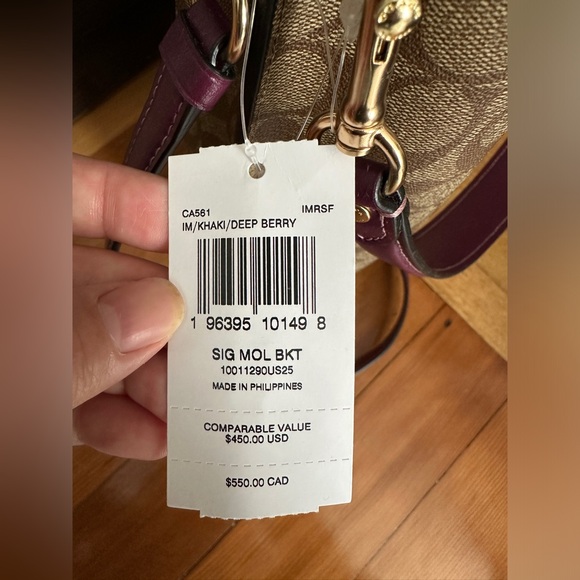 CA561 IMRSF
IM/KHAKI/DEEP BERRY
1 96395 10149 8
SIG MOL BKT
10011290US25
MADE IN PHILIPPINES
COMPARABLE VALUE
$450.00 USD
$550.00 CAD